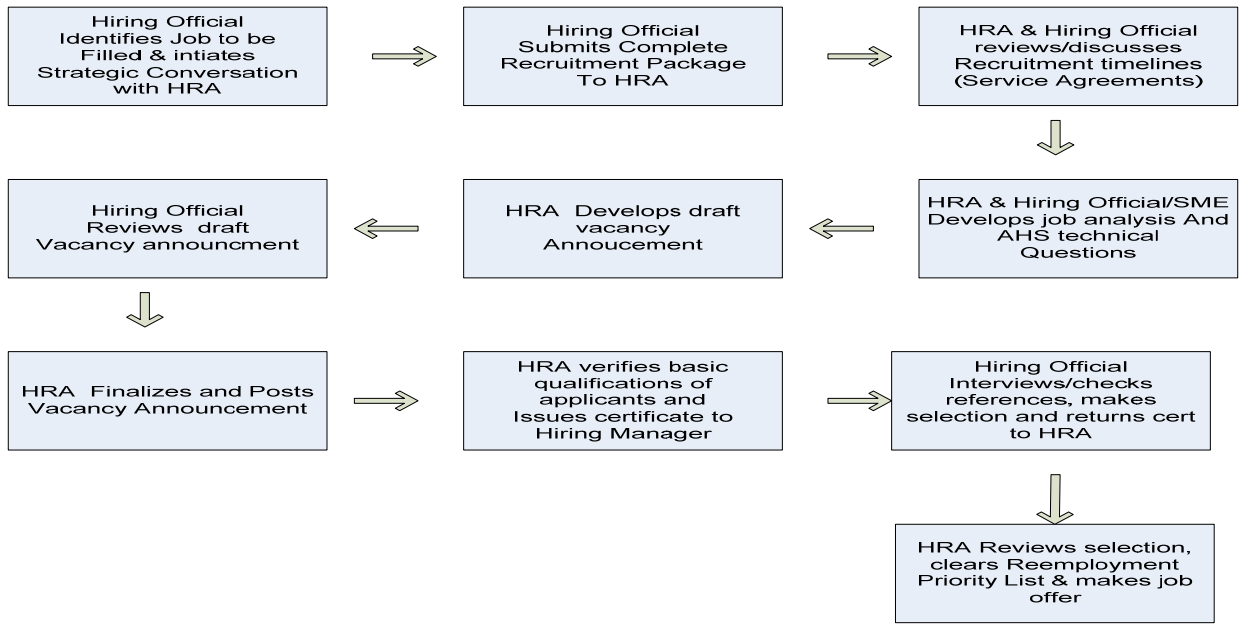 Hiring Official
Identifies Job to be
Filled & intiates
Strategic Conversation
with HRA
Hiring Official
Submits Complete
Recruitment Package
To HRA
HRA & Hiring Official
reviews/discusses
Recruitment timelines
(Service Agreements)
HRA & Hiring Official/SME
Develops job analysis And
AHS technical
Questions
HRA Develops draft
vacancy
Annoucement
Hiring Official
Reviews draft
Vacancy announcment
HRA Finalizes and Posts
Vacancy Announcement
HRA verifies basic
qualifications of
applicants and
Issues certificate to
Hiring Manager
Hiring Official
Interviews/checks
references, makes
selection and returns cert
to HRA
HRA Reviews selection,
clears Reemployment
Priority List & makes job
offer